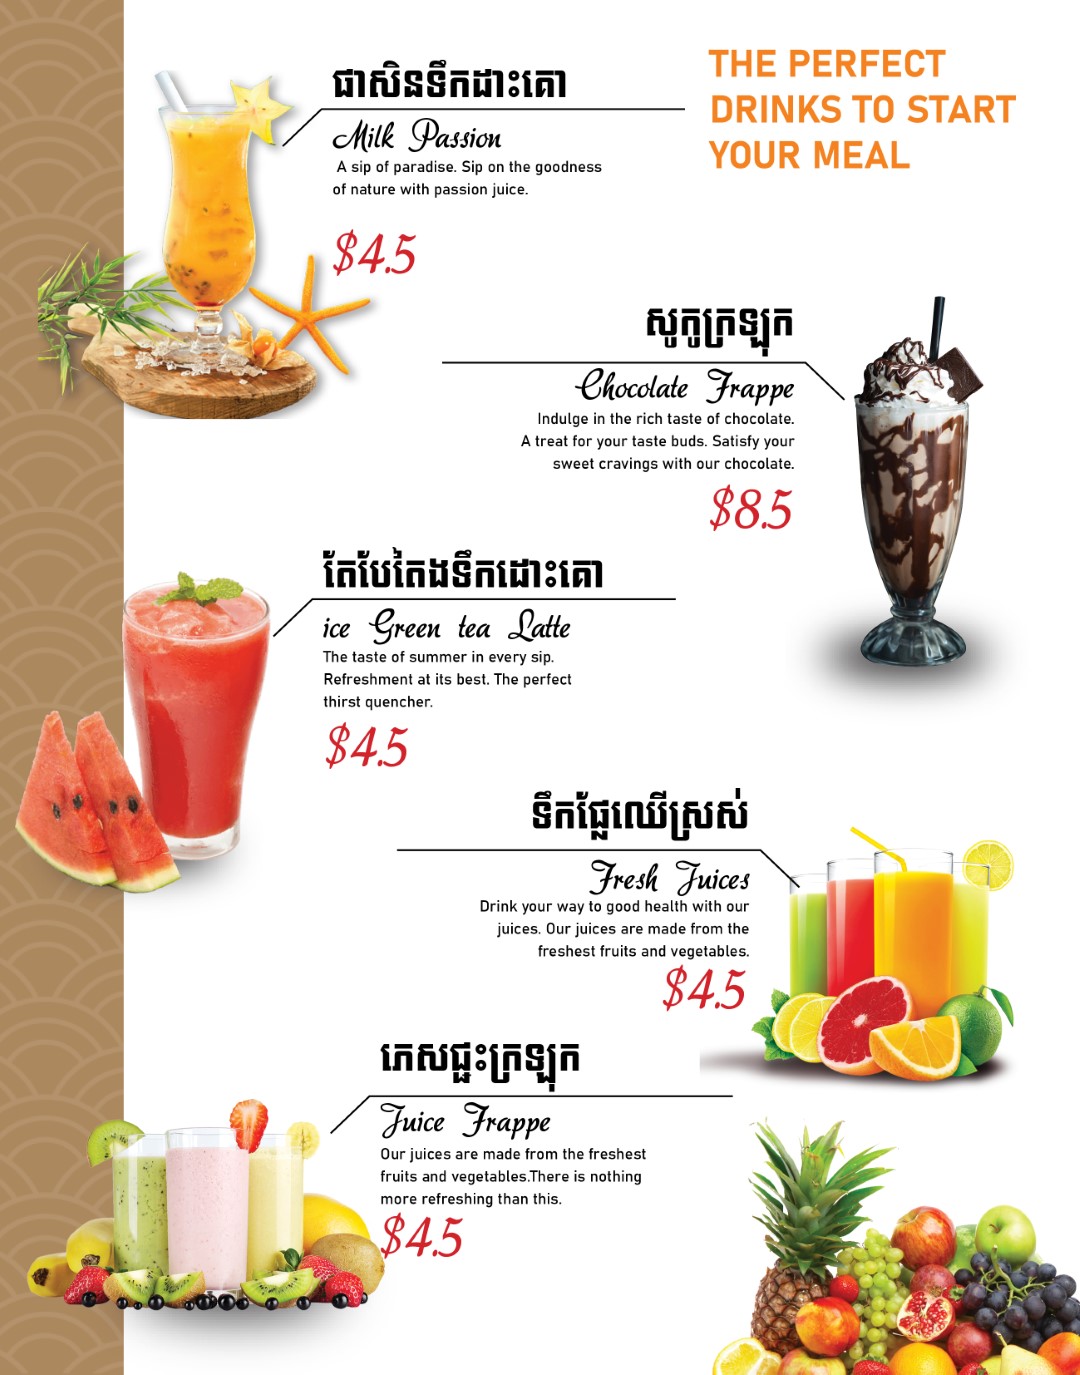 THE PERFECT
DRINKS TO START
YOUR MEAL
ផាសិនទឹកដោះគោ
Milk Passion
A sip of paradise. Sip on the goodness
of nature with passion juice.
$4.5
សូកូក្រឡុក
Chocolate Frappe
Indulge in the rich taste of chocolate.
A treat for your taste buds. Satisfy your
sweet cravings with our chocolate.
$8.5
តែបៃតងទឹកដោះគោ
ice Green tea Latte
The taste of summer in every sip.
Refreshment at its best. The perfect
thirst quencher.
$4.5
ទឹកផ្លែឈើស្រស់
Fresh Juices
Drink your way to good health with our
juices. Our juices are made from the
freshest fruits and vegetables.
$4.5
ភេសជ្ជះក្រឡុក
Juice Frappe
Our juices are made from the freshest
fruits and vegetables.There is nothing
more refreshing than this.
$4.5